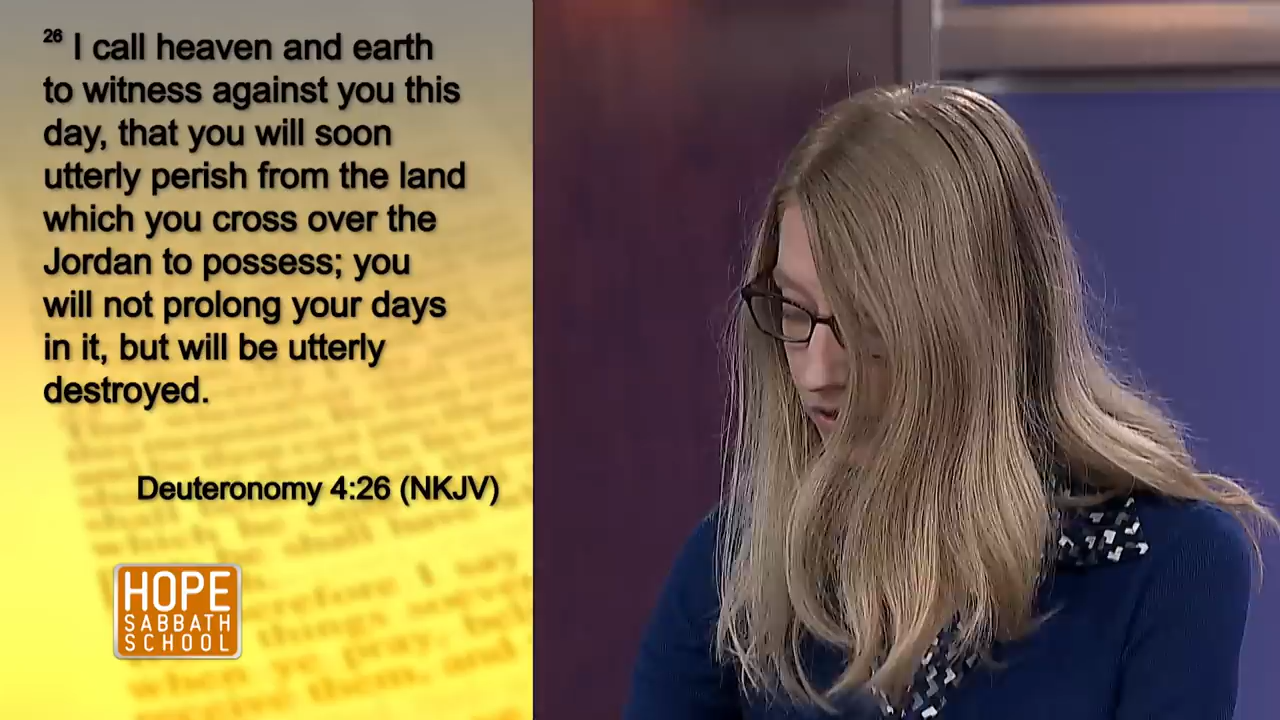 26 I call heaven and earth
to witness against you this
day, that you will soon
utterly perish from the land
which you cross over the
Jordan to possess; you
will not prolong your days
in it, but will be utterly
destroyed.
Deuteronomy 4:26 (NKJV)
HOPE
SABBATH
SCHOOL